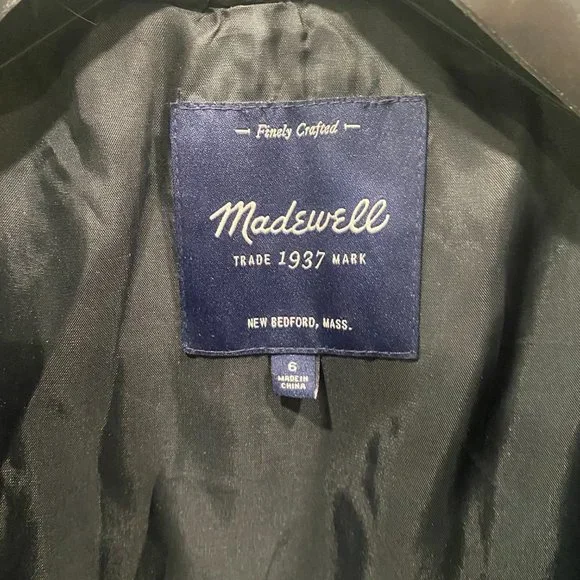 Finely Crafted
Madewell
TRADE 1937 MARK
NEW BEDFORD, MASS.
6
MADE IN
CHINA